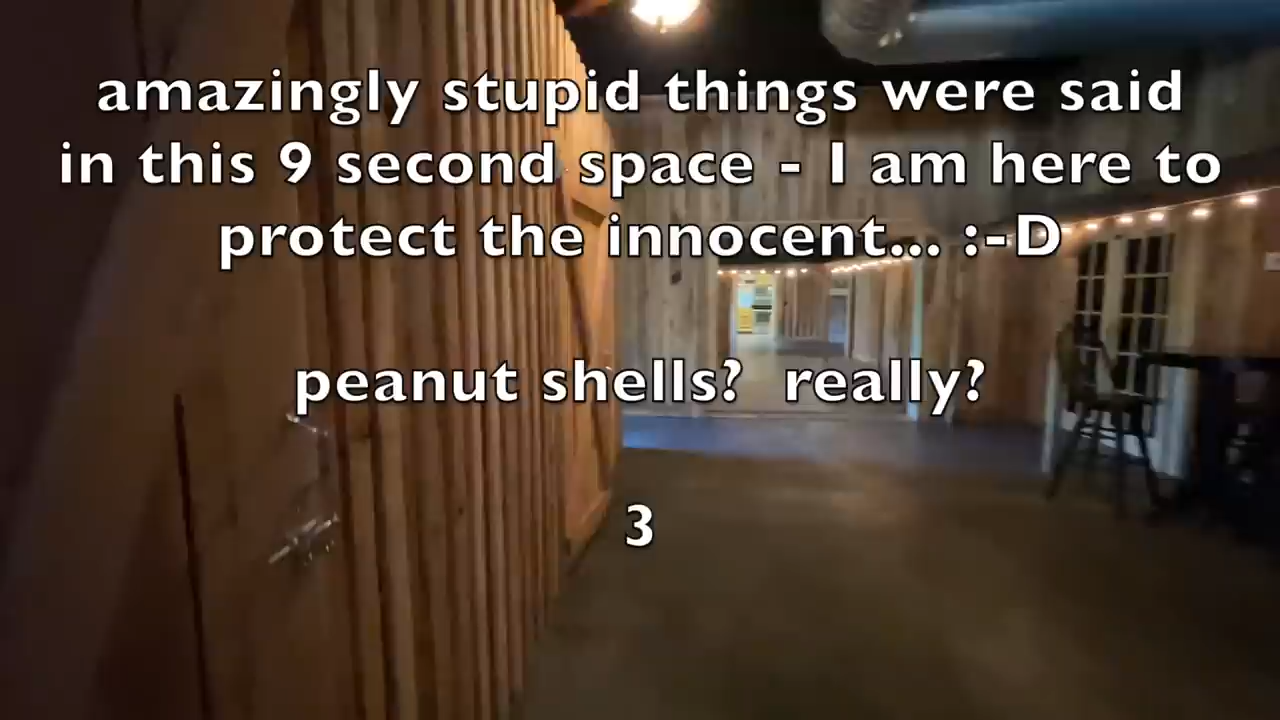 amazingly stupid things were said
in this 9 second space - I am here to
protect the innocent... :-D
peanut shells? really?
3